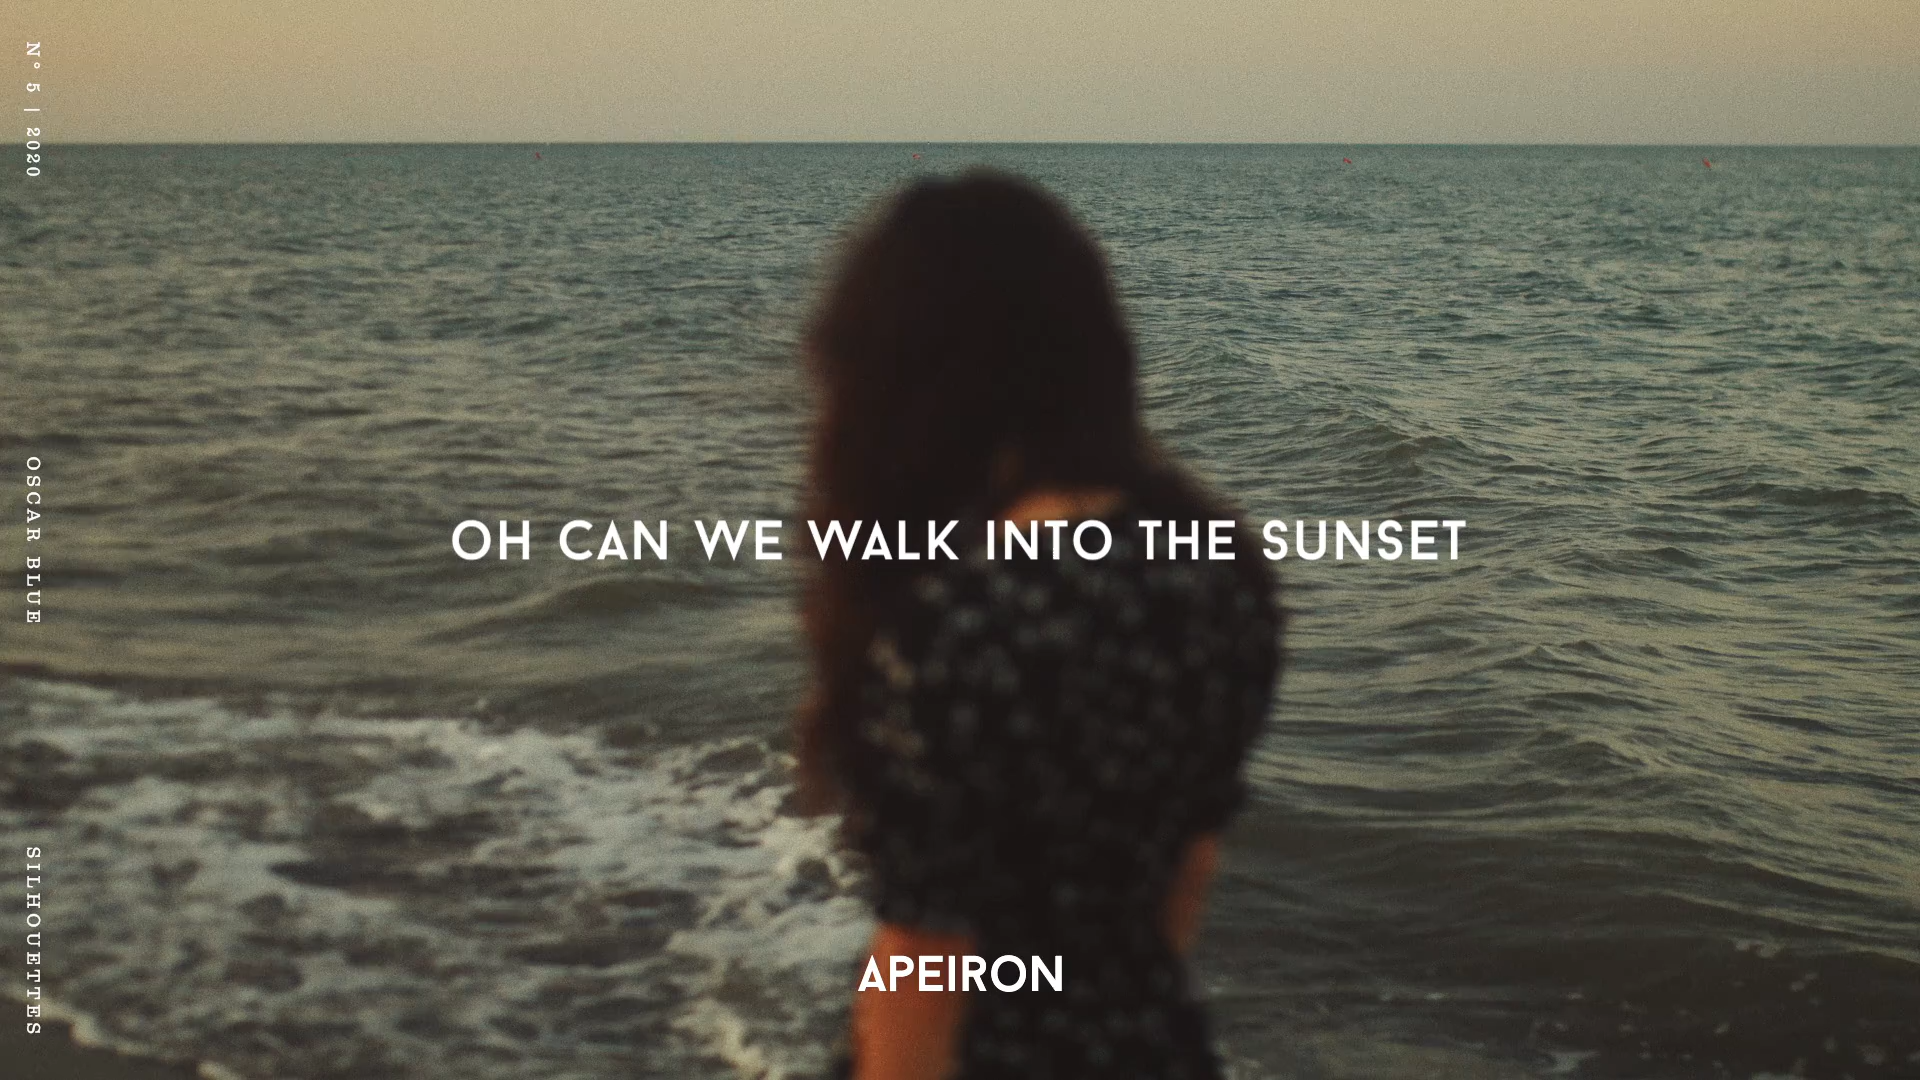 N° 5 | 2020
OSCAR BLUE
SILHOUETTES
OH CAN WE WALK INTO THE SUNSET
APEIRON